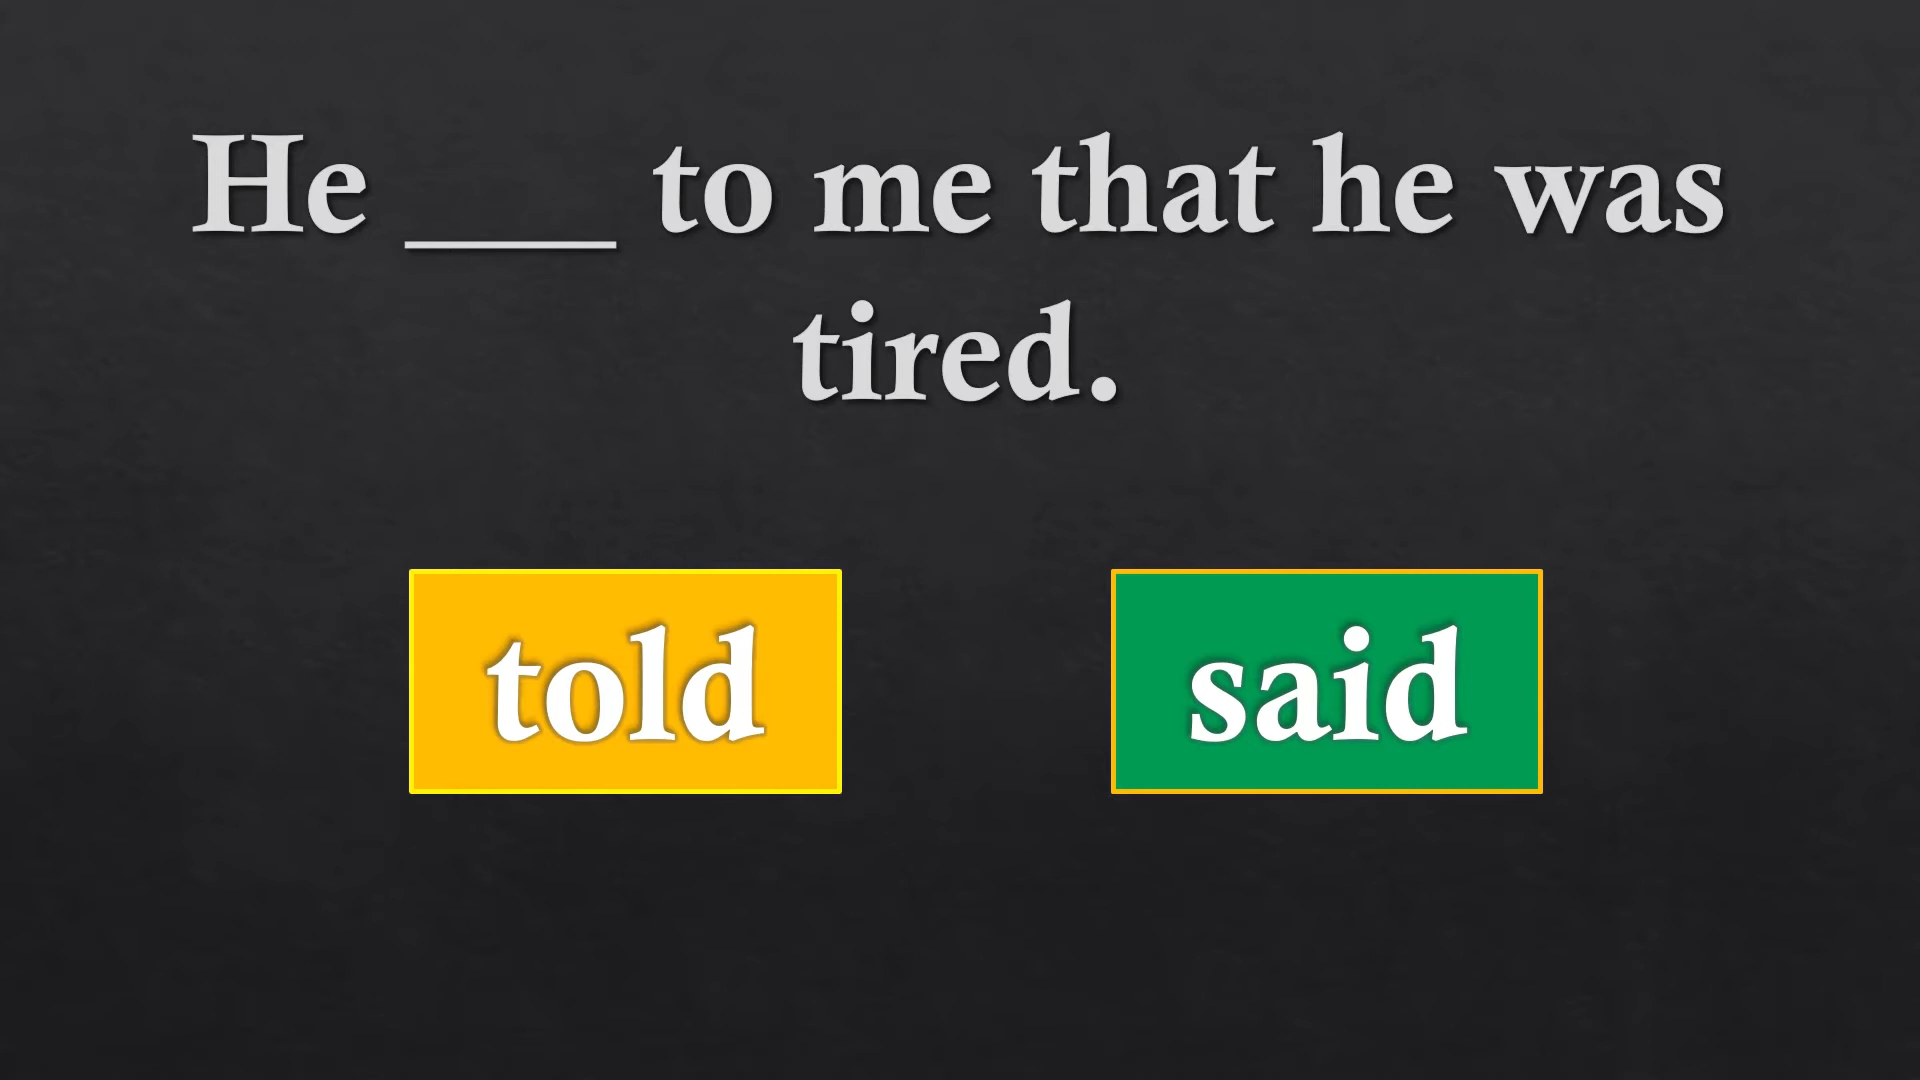 He ___ to me that he was
tired.
told
said